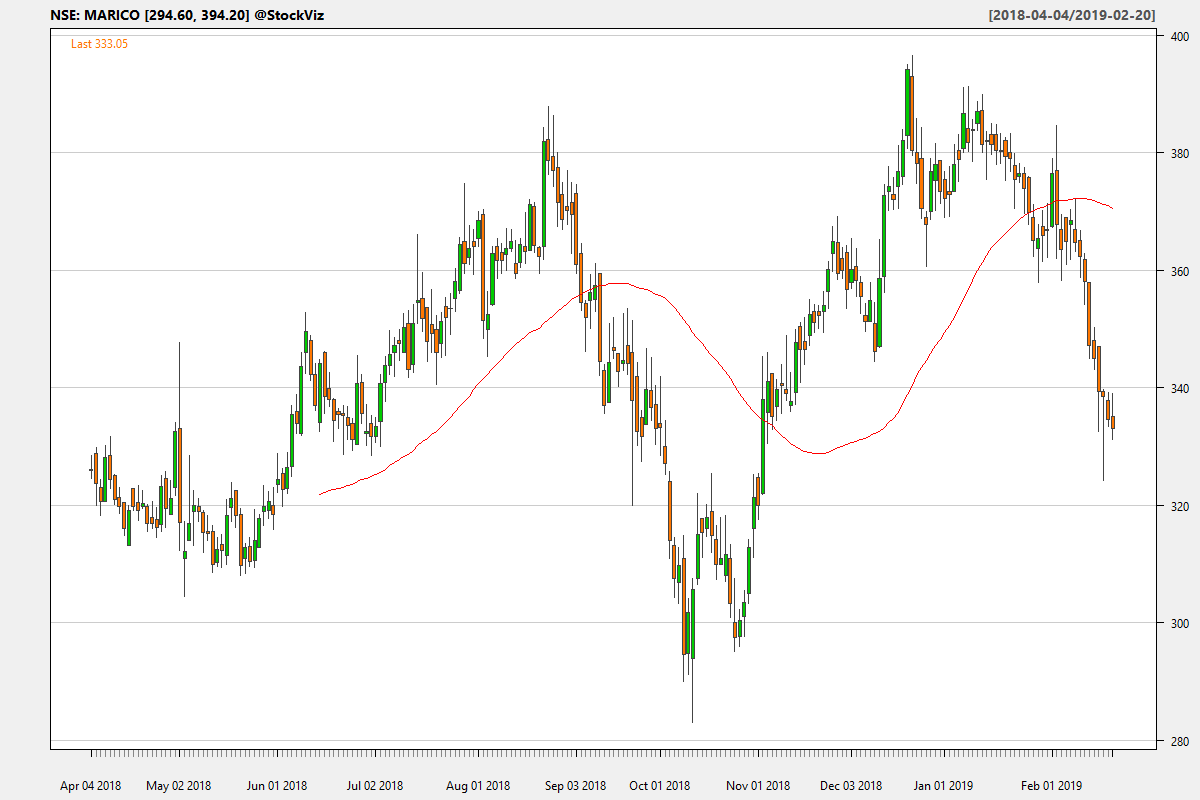 NSE: MARICO [294.60, 394.20] @StockViz
[2018-04-04/2019-02-20]
Last 333.05
400
380
360
340
320
300
280
Apr 04 2018
May 02 2018
Jun 01 2018
Jul 02 2018
Aug 01 2018
Sep 03 2018
Oct 01 2018
Nov 01 2018
Dec 03 2018
Jan 01 2019
Feb 01 2019